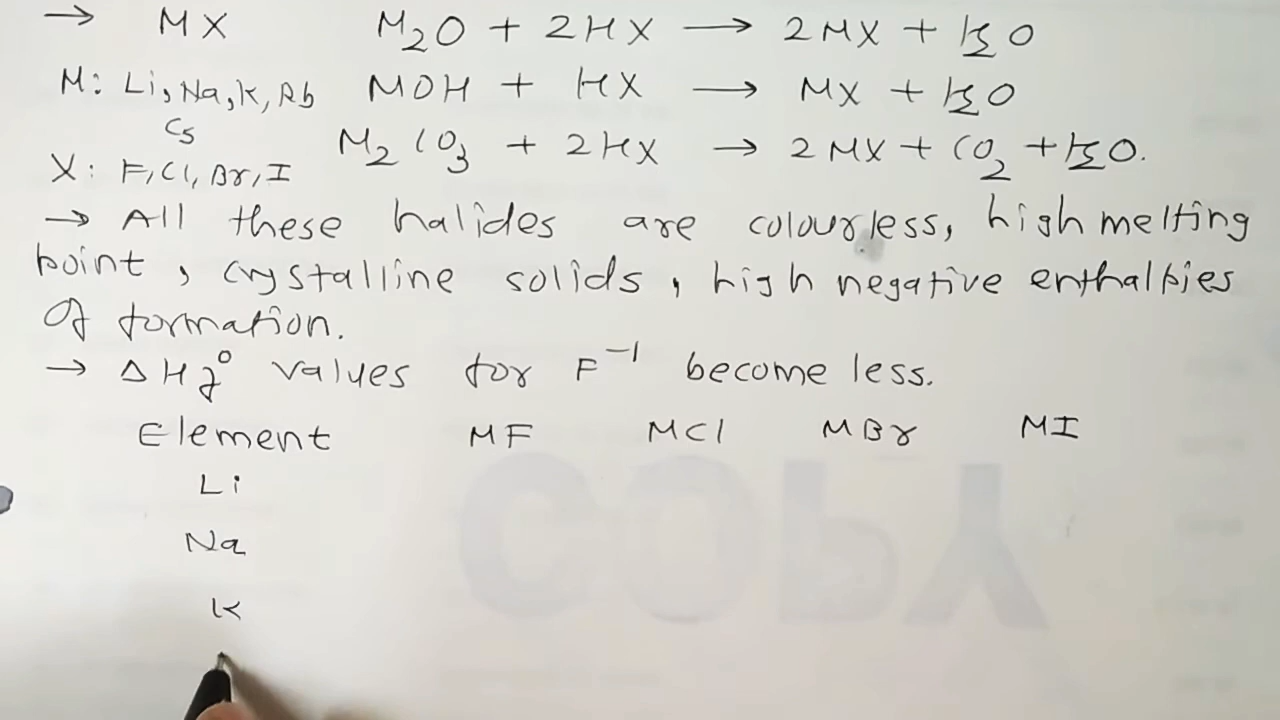 → MX M₂O + 2HX → 2MX + H₂O
M: Li, Na, K, Rb MOH + HX → MX + H₂O
Cs M₂CO₃ + 2HX → 2MX + CO₂ + H₂O.
X: F, Cl, Br, I
→ All these halides are colourless, high melting
point, crystalline solids, high negative enthalpies
of formation.
→ ΔHf° values for F⁻¹ become less.
Element MF MCl MBr MI
Li
Na
K